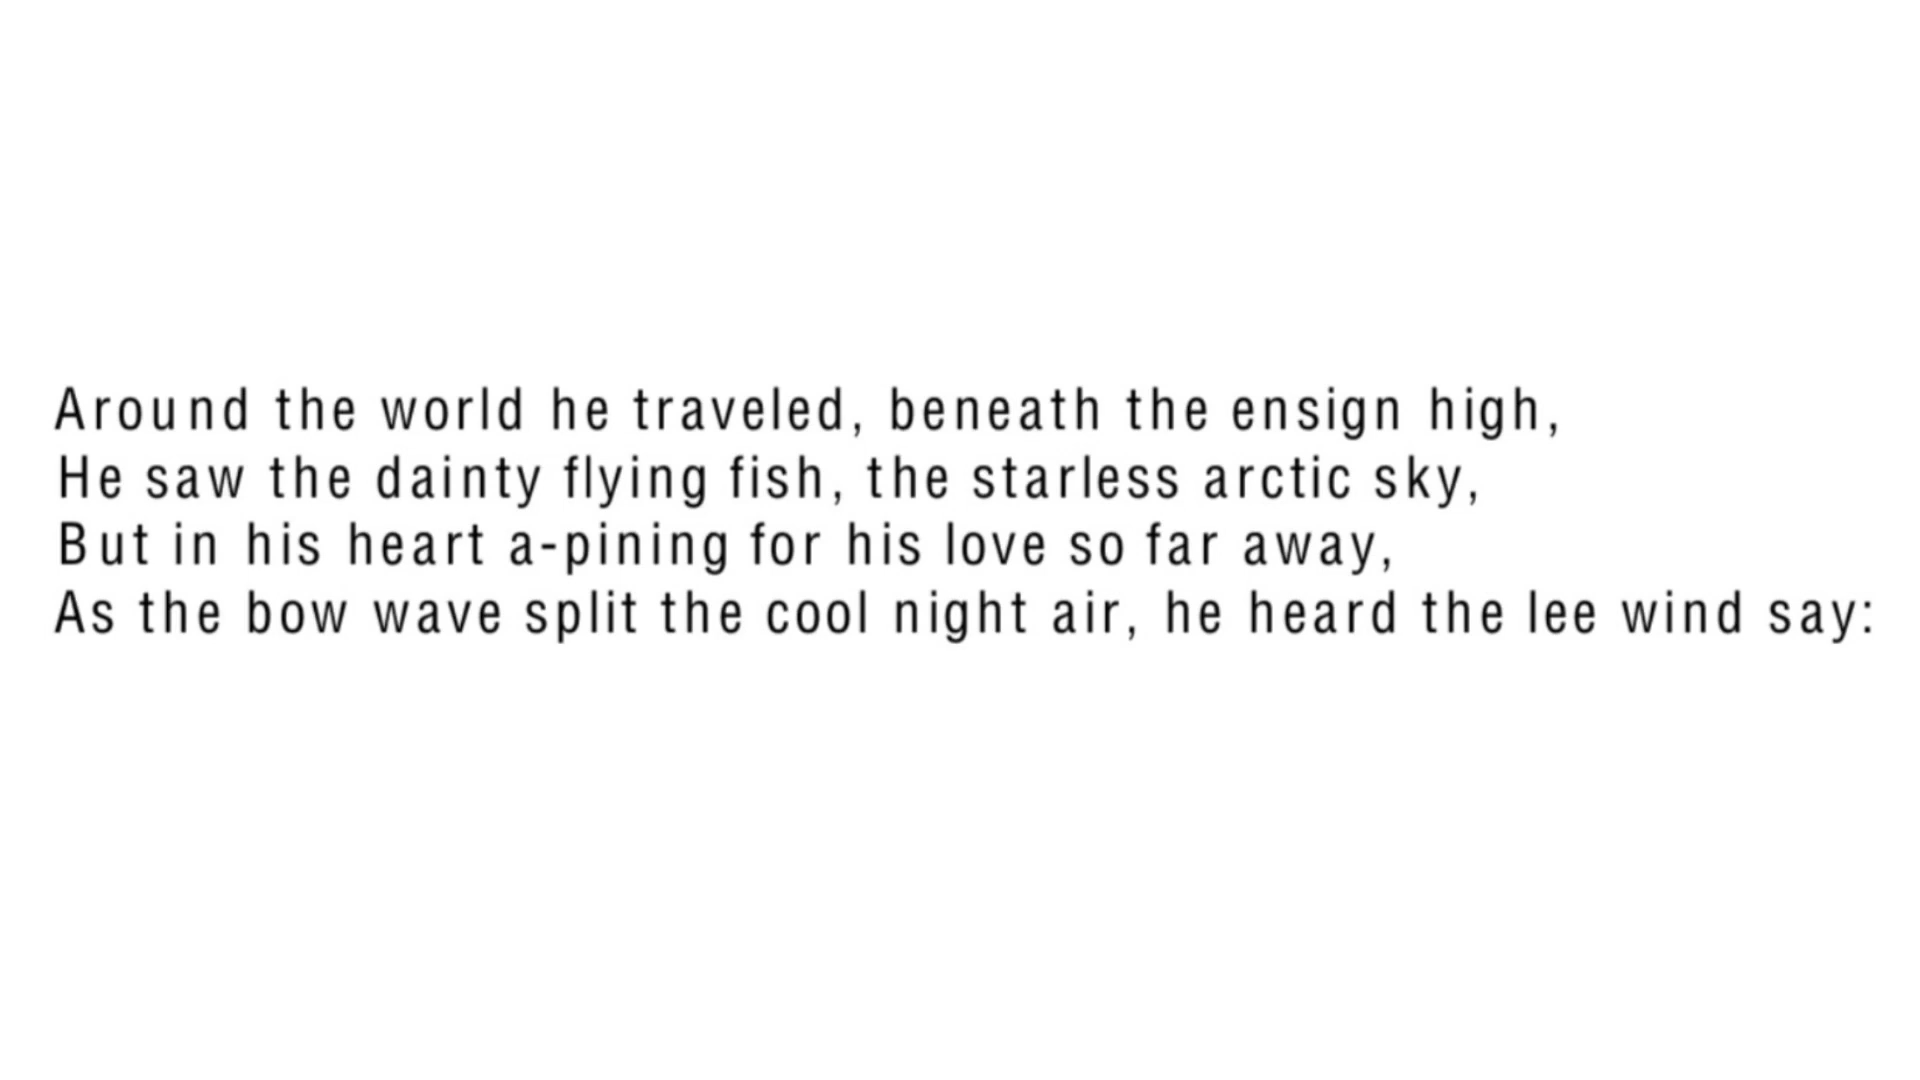 Around the world he traveled, beneath the ensign high,
He saw the dainty flying fish, the starless arctic sky,
But in his heart a-pining for his love so far away,
As the bow wave split the cool night air, he heard the lee wind say: